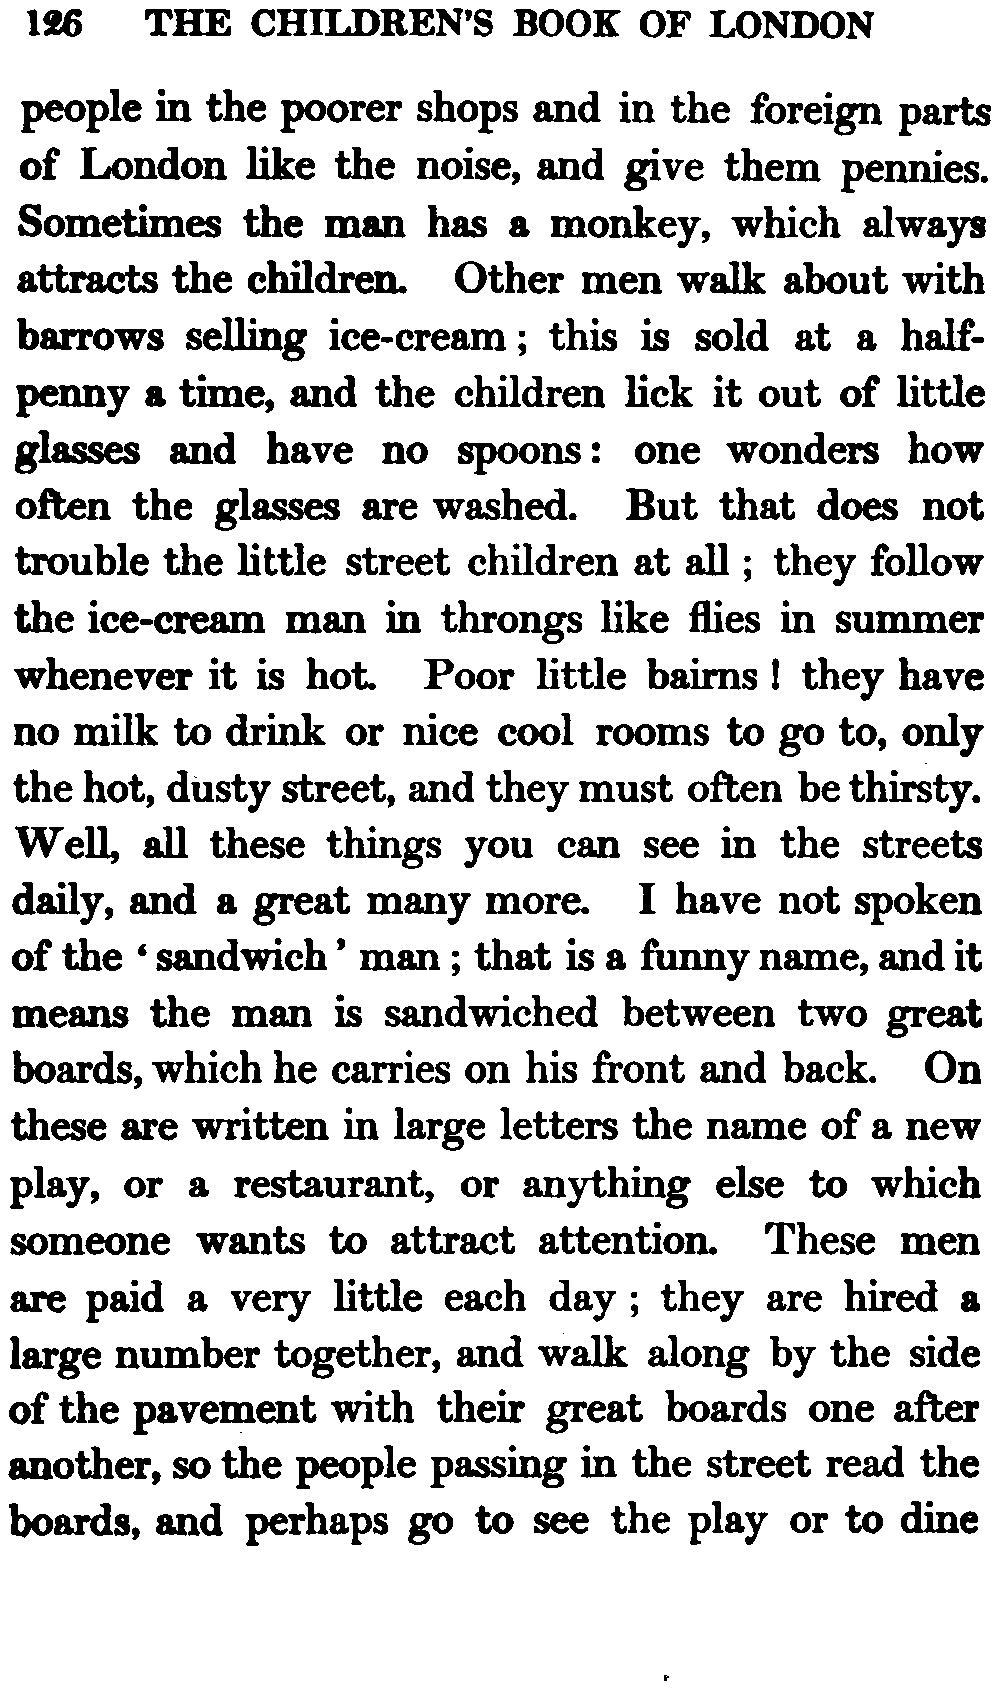 126 THE CHILDREN'S BOOK OF LONDON
people in the poorer shops and in the foreign parts
of London like the noise, and give them pennies.
Sometimes the man has a monkey, which always
attracts the children. Other men walk about with
barrows selling ice-cream ; this is sold at a half-
penny a time, and the children lick it out of little
glasses and have no spoons : one wonders how
often the glasses are washed. But that does not
trouble the little street children at all ; they follow
the ice-cream man in throngs like flies in summer
whenever it is hot. Poor little bairns ! they have
no milk to drink or nice cool rooms to go to, only
the hot, dusty street, and they must often be thirsty.
Well, all these things you can see in the streets
daily, and a great many more. I have not spoken
of the ‘ sandwich ’ man ; that is a funny name, and it
means the man is sandwiched between two great
boards, which he carries on his front and back. On
these are written in large letters the name of a new
play, or a restaurant, or anything else to which
someone wants to attract attention. These men
are paid a very little each day ; they are hired a
large number together, and walk along by the side
of the pavement with their great boards one after
another, so the people passing in the street read the
boards, and perhaps go to see the play or to dine